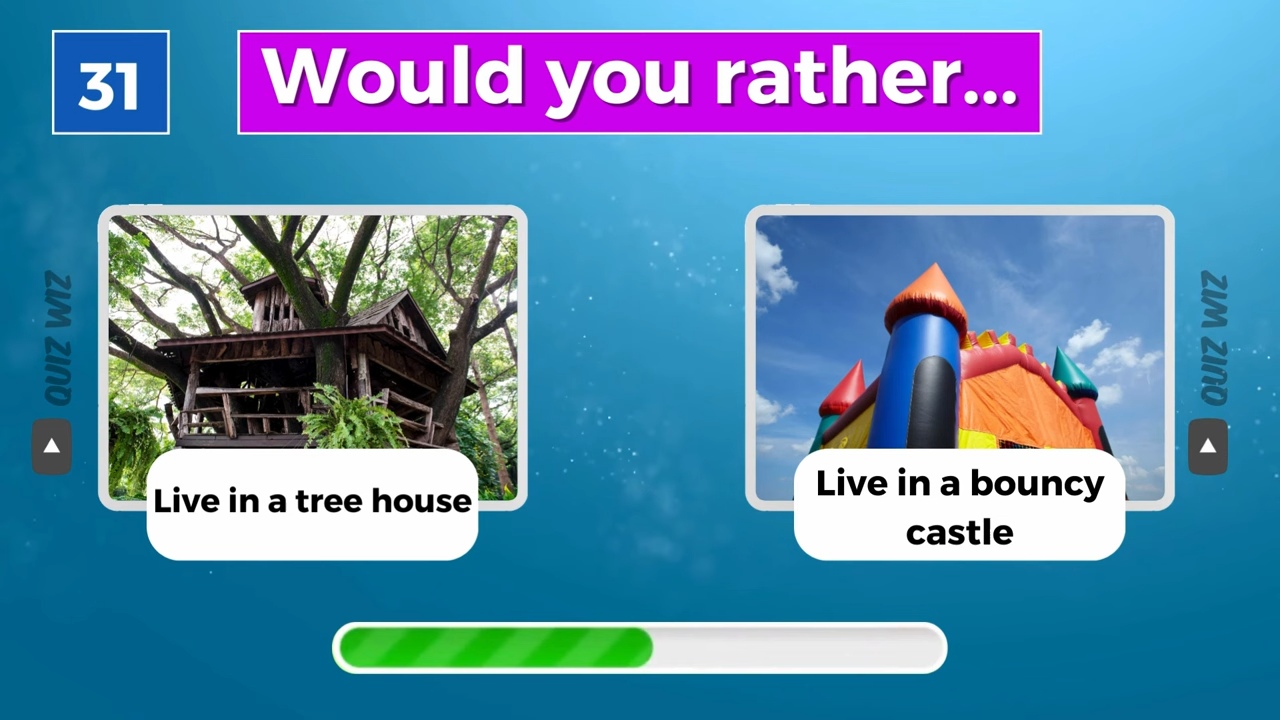 31
Would you rather...
QUIZ WIZ
Live in a tree house
Live in a bouncy
castle
QUIZ WIZ